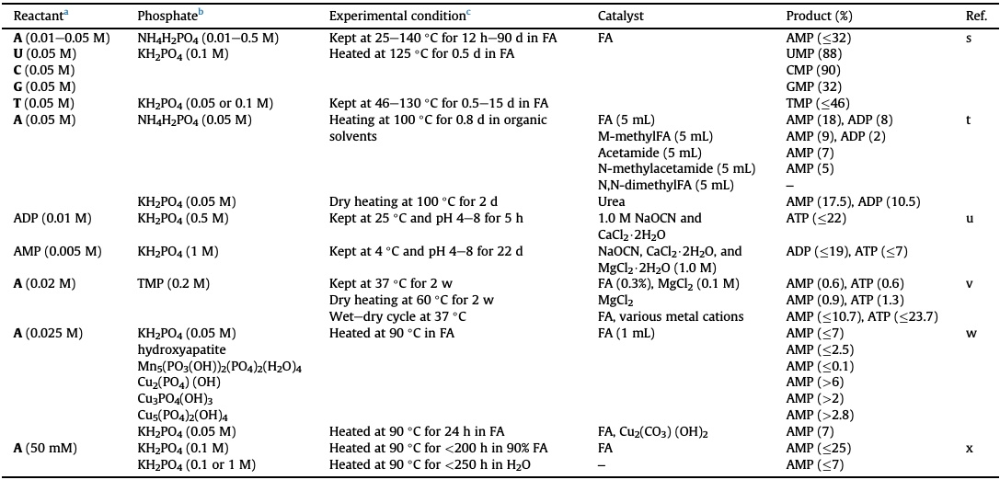 Reactantᵃ Phosphateᵇ Experimental conditionᶜ Catalyst Product (%) Ref.
A (0.01–0.05 M) NH4H2PO4 (0.01–0.5 M) Kept at 25–140 °C for 12 h–90 d in FA FA AMP (≤32) s
U (0.05 M) KH₂PO₄ (0.1 M) Heated at 125 °C for 0.5 d in FA UMP (88)
C (0.05 M) CMP (90)
G (0.05 M) GMP (32)
T (0.05 M) KH₂PO₄ (0.05 or 0.1 M) Kept at 46–130 °C for 0.5–15 d in FA TMP (≤46)
A (0.05 M) NH₄H₂PO₄ (0.05 M) Heating at 100 °C for 0.8 d in organic FA (5 mL) AMP (18), ADP (8) t
solvents M-methylFA (5 mL) AMP (9), ADP (2)
Acetamide (5 mL) AMP (7)
N-methylacetamide (5 mL) AMP (5)
N,N-dimethylFA (5 mL) –
KH₂PO₄ (0.05 M) Dry heating at 100 °C for 2 d Urea AMP (17.5), ADP (10.5)
ADP (0.01 M) KH₂PO₄ (0.5 M) Kept at 25 °C and pH 4–8 for 5 h 1.0 M NaOCN and ATP (≤22) u
CaCl₂·2H₂O
AMP (0.005 M) KH₂PO₄ (1 M) Kept at 4 °C and pH 4–8 for 22 d NaOCN, CaCl₂·2H₂O, and ADP (≤19), ATP (≤7)
MgCl₂·2H₂O (1.0 M)
A (0.02 M) TMP (0.2 M) Kept at 37 °C for 2 w FA (0.3%), MgCl₂ (0.1 M) AMP (0.6), ATP (0.6) v
Dry heating at 60 °C for 2 w MgCl₂ AMP (0.9), ATP (1.3)
Wet–dry cycle at 37 °C FA, various metal cations AMP (≤10.7), ATP (≤23.7)
A (0.025 M) KH₂PO₄ (0.05 M) Heated at 90 °C in FA FA (1 mL) AMP (≤7) w
hydroxyapatite AMP (≤2.5)
Mn₅(PO₃(OH))₂(PO₄)₂(H₂O)₄ AMP (≤0.1)
Cu₂(PO₄) (OH) AMP (>6)
Cu₃PO₄(OH)₃ AMP (>2)
Cu₅(PO₄)₂(OH)₄ AMP (>2.8)
KH₂PO₄ (0.05 M) Heated at 90 °C for 24 h in FA FA, Cu₂(CO₃) (OH)₂ AMP (7)
A (50 mM) KH₂PO₄ (0.1 M) Heated at 90 °C for <200 h in 90% FA FA AMP (≤25) x
KH₂PO₄ (0.1 or 1 M) Heated at 90 °C for <250 h in H₂O – AMP (≤7)